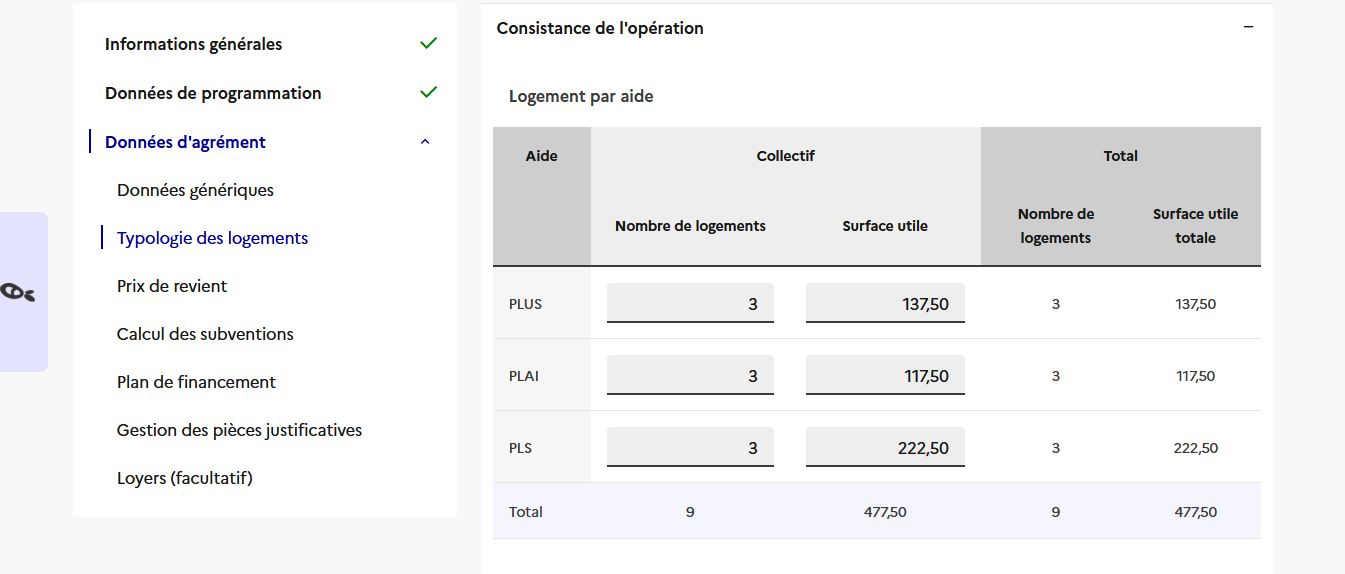 Informations générales
Données de programmation
Données d'agrément
Données génériques
Typologie des logements
Prix de revient
Calcul des subventions
Plan de financement
Gestion des pièces justificatives
Loyers (facultatif)
Consistance de l'opération
Logement par aide
Aide Collectif Total
Nombre de logements Surface utile Nombre de logements Surface utile totale
PLUS 3 137,50 3 137,50
PLAI 3 117,50 3 117,50
PLS 3 222,50 3 222,50
Total 9 477,50 9 477,50